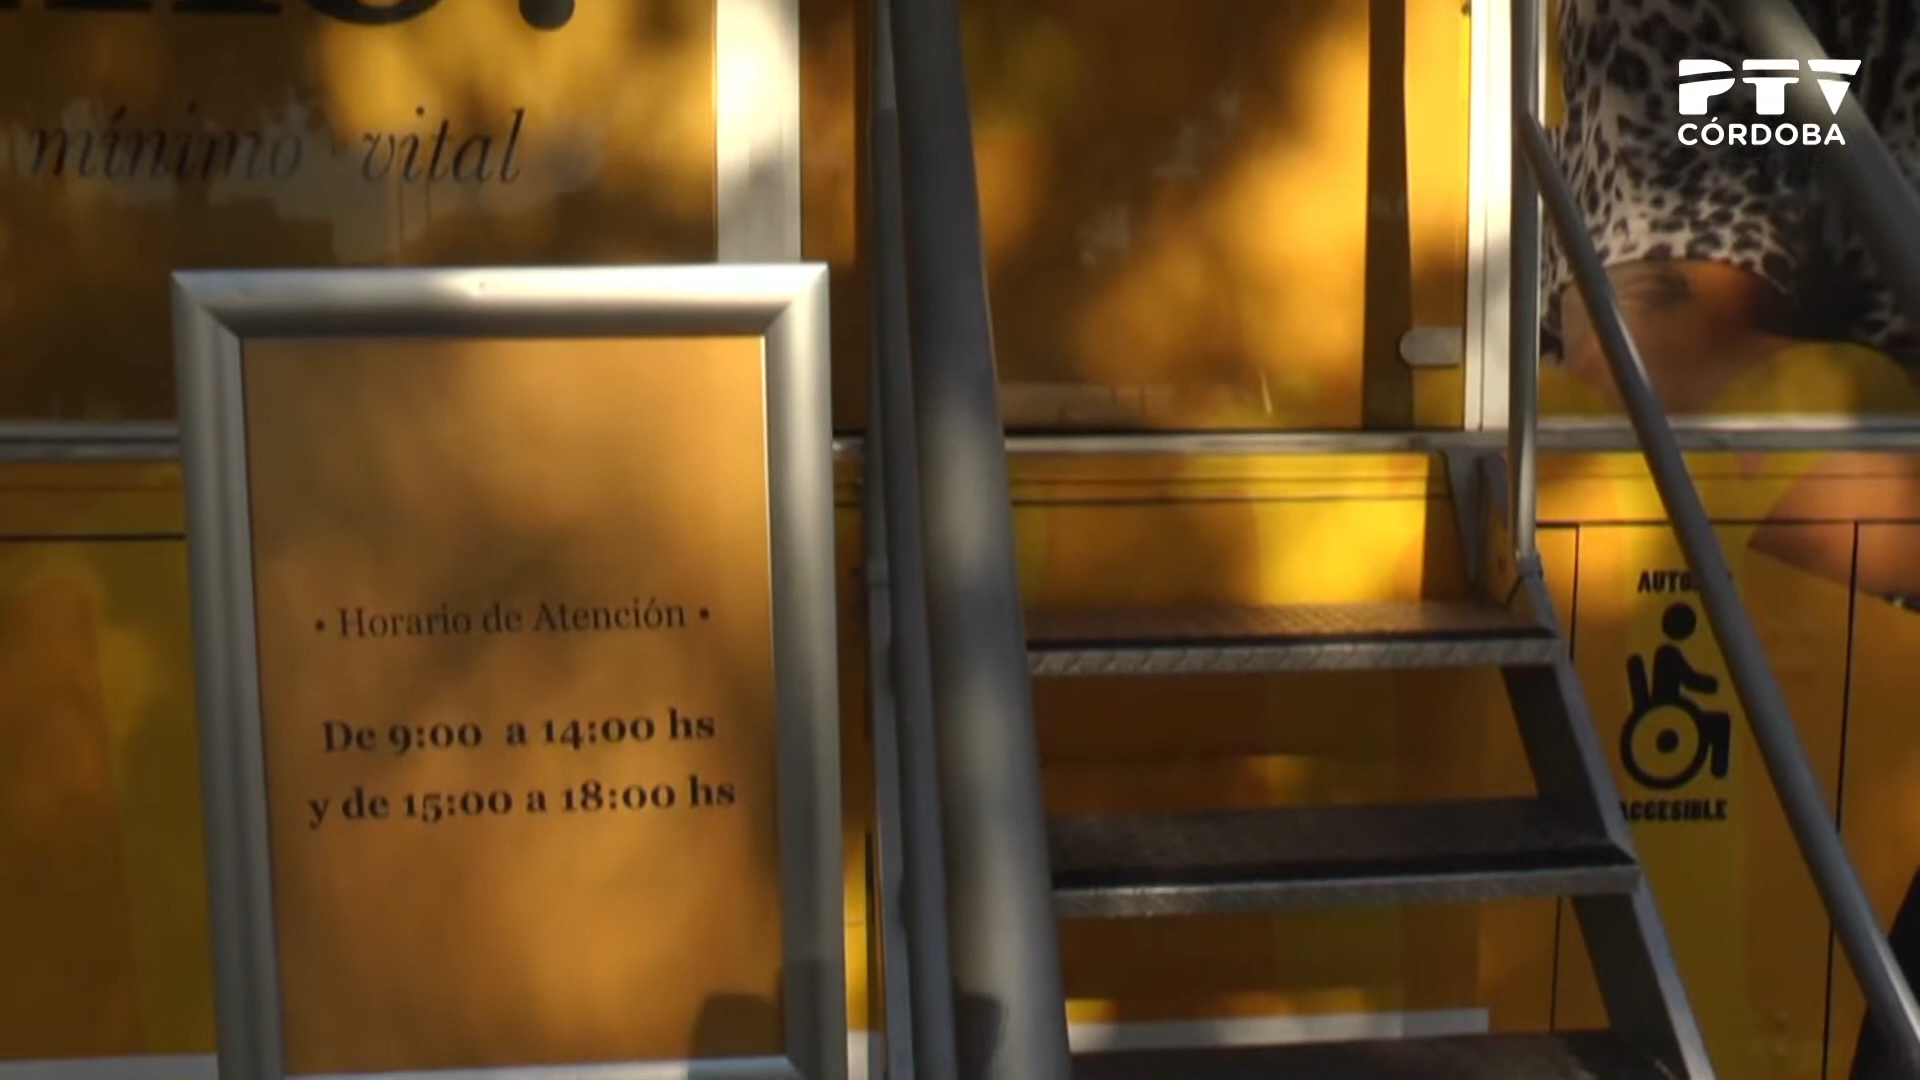 mínimo vital
PTV
CÓRDOBA
• Horario de Atención •
De 9:00 a 14:00 hs
y de 15:00 a 18:00 hs
ACCESIBLE